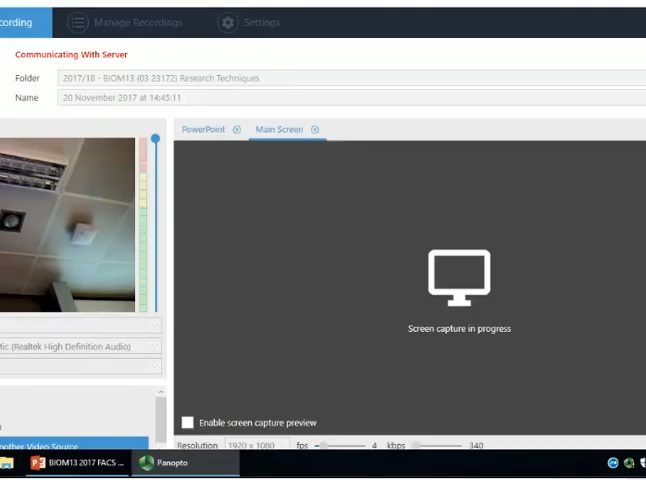 cording Manage Recordings Settings
Communicating With Server
Folder 2017/18 - BIOM13 (03 23172) Research Techniques
Name 20 November 2017 at 14:45:11
PowerPoint Main Screen
Screen capture in progress
Mic (Realtek High Definition Audio)
Enable screen capture preview
nother Video Source
Resolution 1920 x 1080 fps 4 kbps 340
BIOM13 2017 FACS ... Panopto